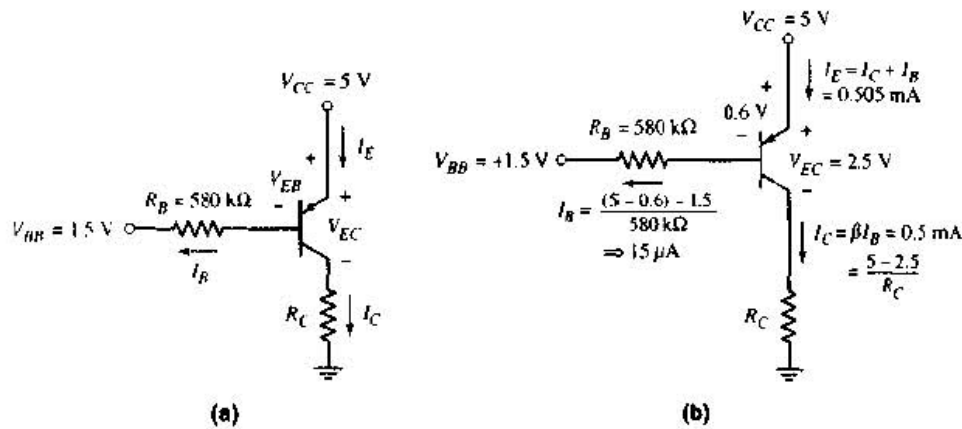 V_CC = 5 V
I_E
+
V_EB
R_B = 580 kΩ
−
+
V_EC
V_BB = 1.5 V
I_B
−
R_C
I_C
(a)
V_CC = 5 V
I_E = I_C + I_B
= 0.505 mA
+
0.6 V
R_B = 580 kΩ
−
+
V_BB = +1.5 V
V_EC = 2.5 V
I_B = (5 − 0.6) − 1.5
580 kΩ
⇒ 15 μA
−
I_C = βI_B = 0.5 mA
= 5 − 2.5
R_C
R_C
(b)